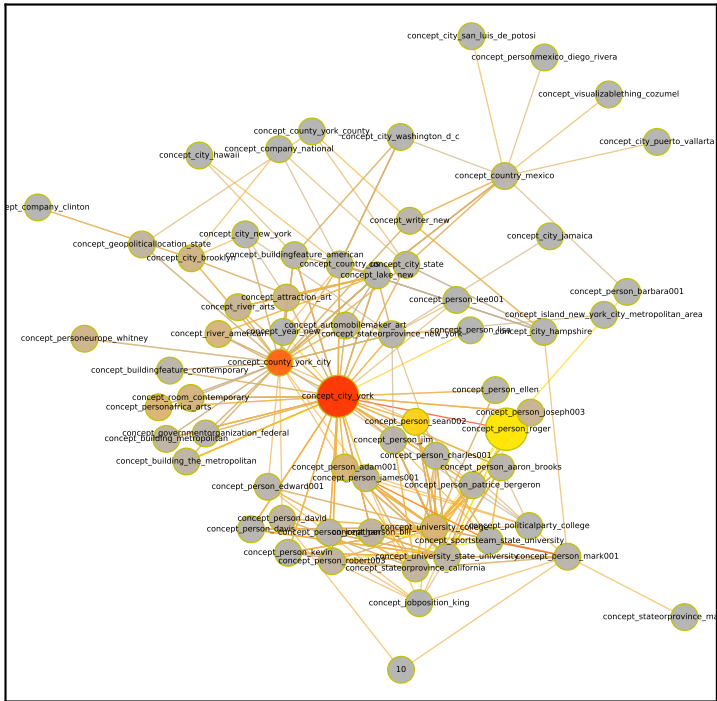 concept_city_san_luis_de_potosi
concept_personmexico_diego_rivera
concept_visualizablething_cozumel
concept_county_york_county
concept_city_washington_d_c
concept_city_puerto_vallarta
concept_company_national
concept_city_hawaii
concept_country_mexico
ept_company_clinton
concept_writer_new
concept_city_new_york
concept_city_jamaica
concept_geopoliticallocation_state
concept_buildingfeature_american
concept_city_brooklyn
concept_city_state
concept_lake_new
concept_person_barbara001
concept_attraction_art
concept_person_lee001
concept_river_arts
concept_island_new_york_city_metropolitan_area
concept_automobilemaker_art
concept_year_new
concept_person_lisa
concept_city_hampshire
concept_river_american
concept_stateorprovince_new_york
concept_personeurope_whitney
concept_county_york_city
concept_buildingfeature_contemporary
concept_person_ellen
concept_room_contemporary
concept_city_york
concept_personafrica_arts
concept_person_joseph003
concept_person_sean002
concept_person_roger
concept_governmentorganization_federal
concept_building_metropolitan
concept_person_jim
concept_person_charles001
concept_building_the_metropolitan
concept_person_adam001
concept_person_aaron_brooks
concept_person_james001
concept_person_patrice_bergeron
concept_person_edward001
concept_person_david
concept_university_college
concept_politicalparty_college
concept_person_davis
concept_person_bill
concept_sportsteam_state_university
concept_person_kevin
concept_university_state_university
concept_person_mark001
concept_person_robert003
concept_stateorprovince_california
concept_jobposition_king
concept_stateorprovince_ma
10